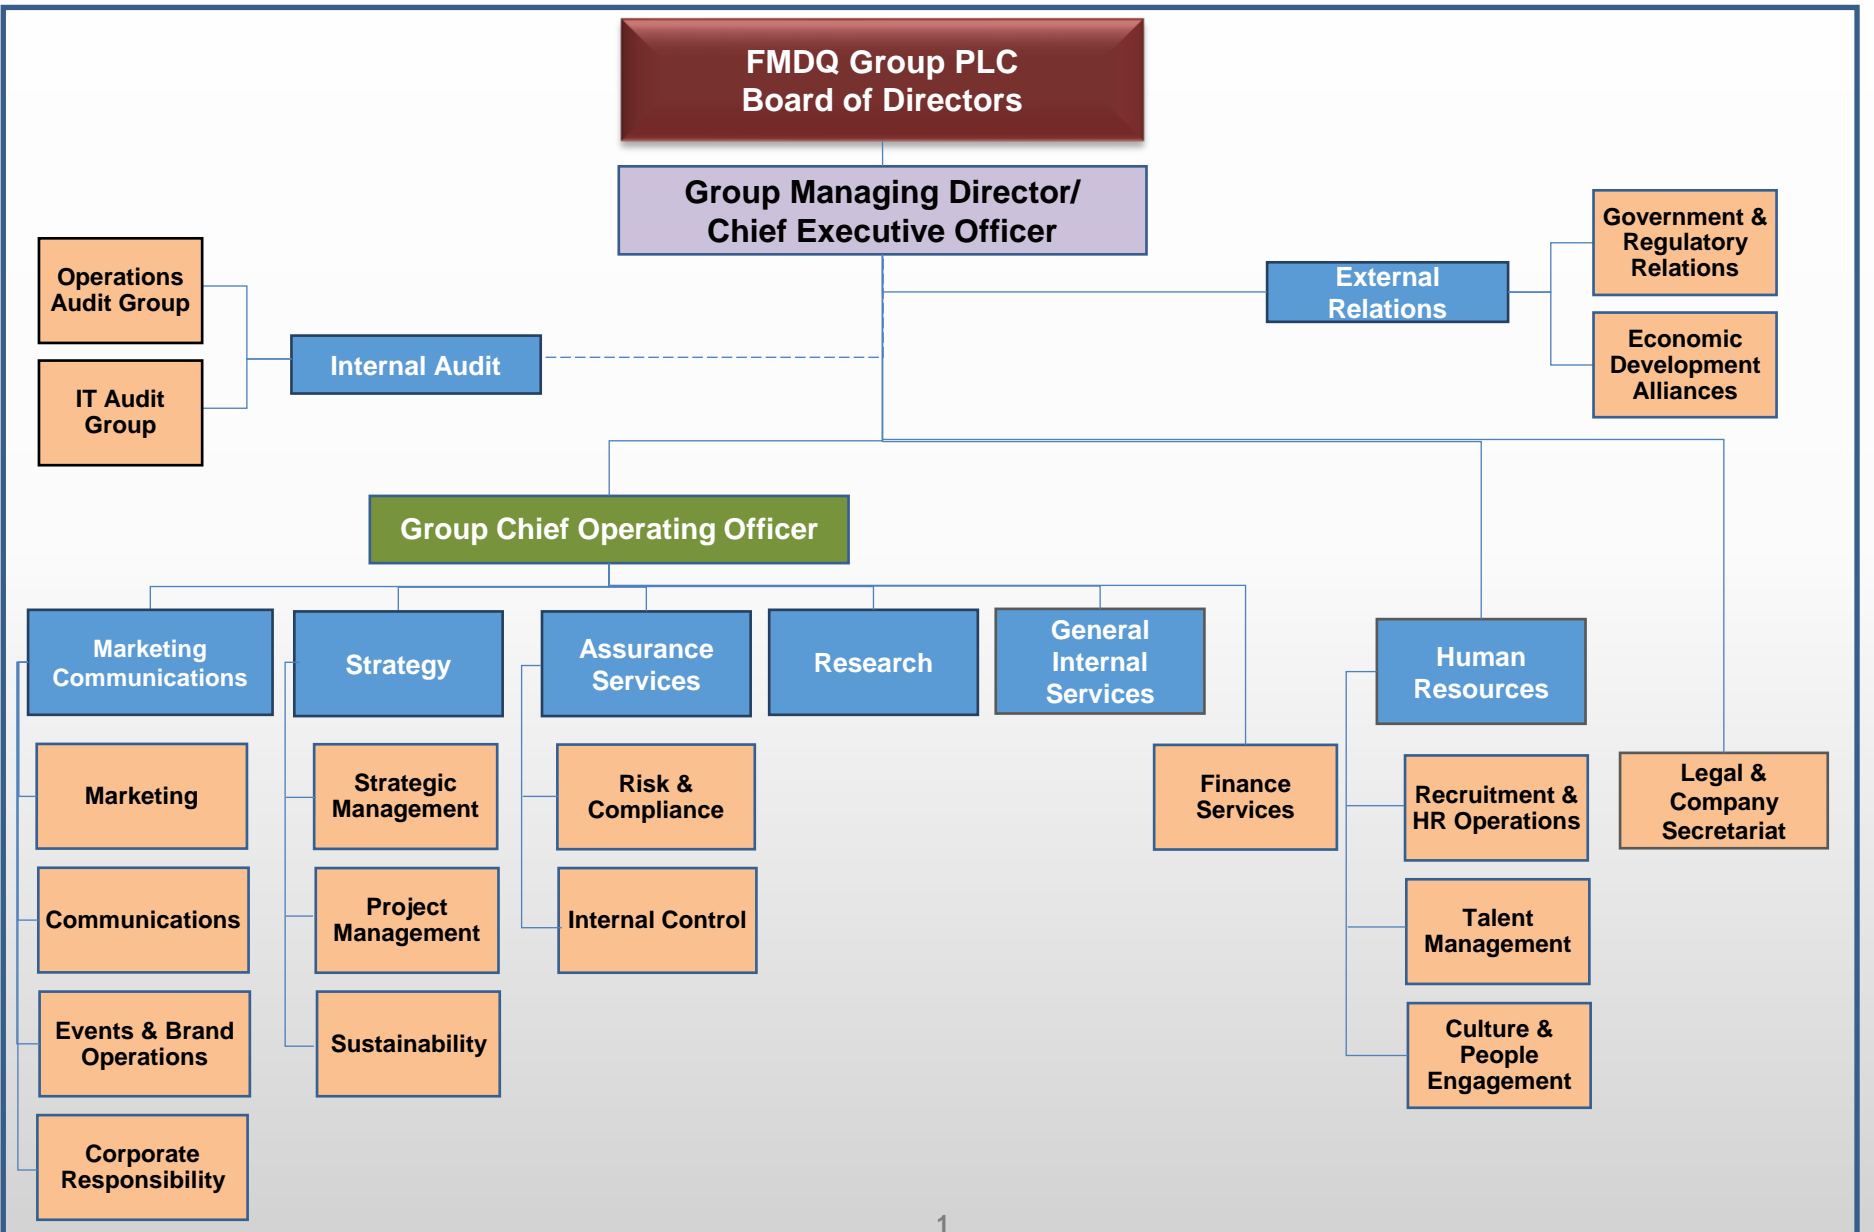 FMDQ Group PLC
Board of Directors
Group Managing Director/
Chief Executive Officer
Government &
Regulatory
Relations
External
Relations
Economic
Development
Alliances
Operations
Audit Group
Internal Audit
IT Audit
Group
Group Chief Operating Officer
Marketing
Communications
Strategy
Assurance
Services
Research
General
Internal
Services
Human
Resources
Marketing
Communications
Events & Brand
Operations
Corporate
Responsibility
Strategic
Management
Project
Management
Sustainability
Risk &
Compliance
Internal Control
Finance
Services
Recruitment &
HR Operations
Talent
Management
Culture &
People
Engagement
Legal &
Company
Secretariat
1